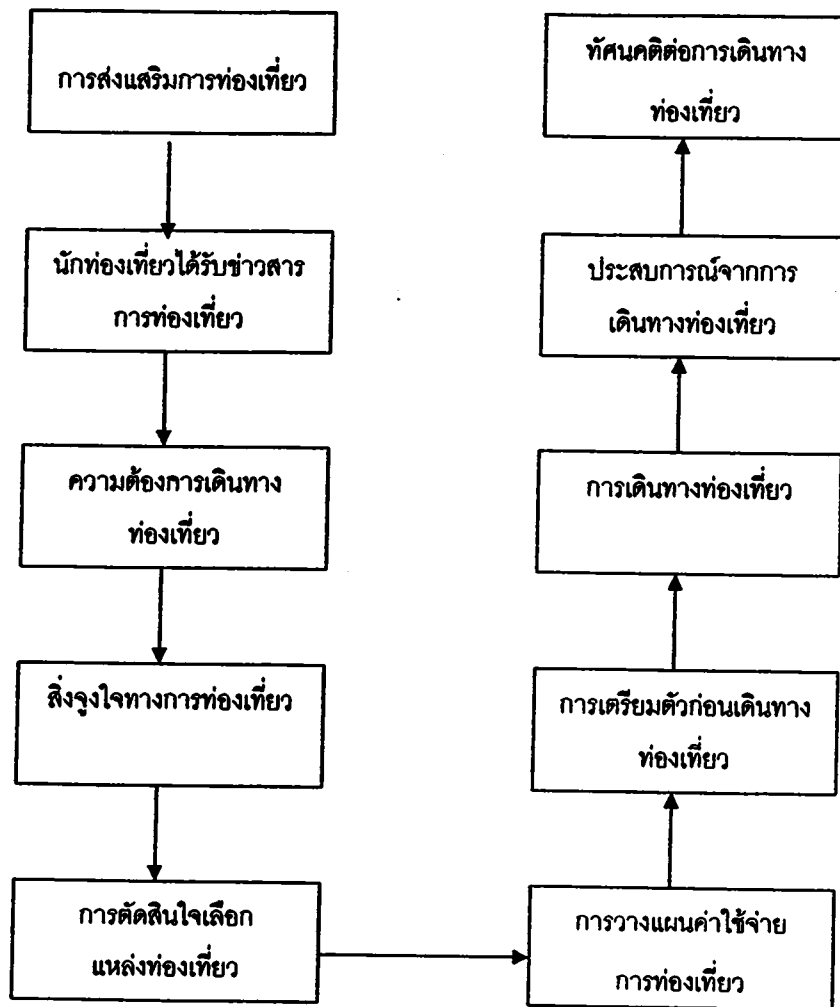 การส่งแสริมการท่องเที่ยว
นักท่องเที่ยวได้รับข่าวสาร
การท่องเที่ยว
ความต้องการเดินทาง
ท่องเที่ยว
สิ่งจูงใจทางการท่องเที่ยว
การตัดสินใจเลือก
แหล่งท่องเที่ยว
การวางแผนค่าใช้จ่าย
การท่องเที่ยว
การเตรียมตัวก่อนเดินทาง
ท่องเที่ยว
การเดินทางท่องเที่ยว
ประสบการณ์จากการ
เดินทางท่องเที่ยว
ทัศนคติต่อการเดินทาง
ท่องเที่ยว